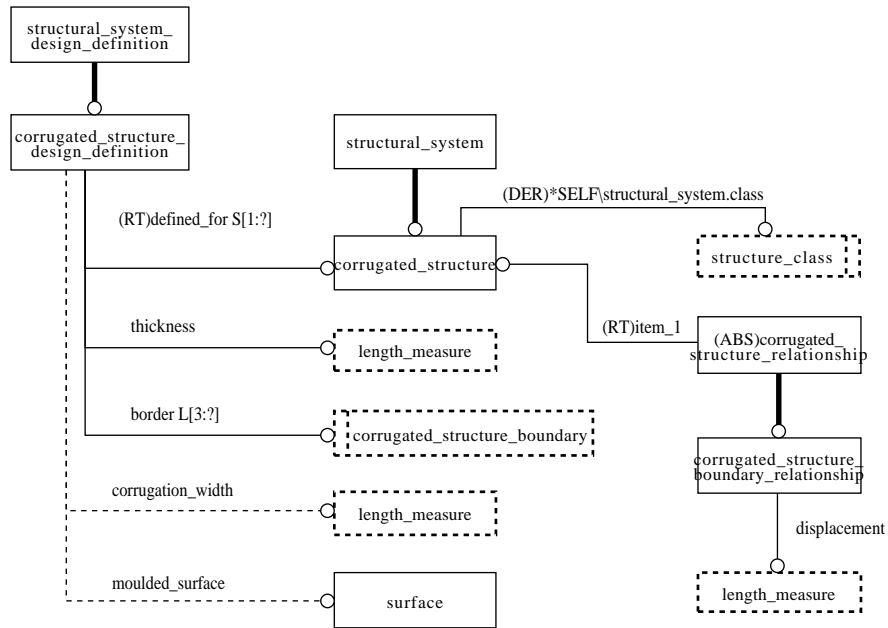 structural_system_
design_definition
corrugated_structure_
design_definition
structural_system
(DER)*SELF\structural_system.class
(RT)defined_for S[1:?]
corrugated_structure
structure_class
thickness
(RT)item_1
(ABS)corrugated_
structure_relationship
length_measure
border L[3:?]
corrugated_structure_boundary
corrugated_structure_
boundary_relationship
corrugation_width
length_measure
displacement
moulded_surface
surface
length_measure